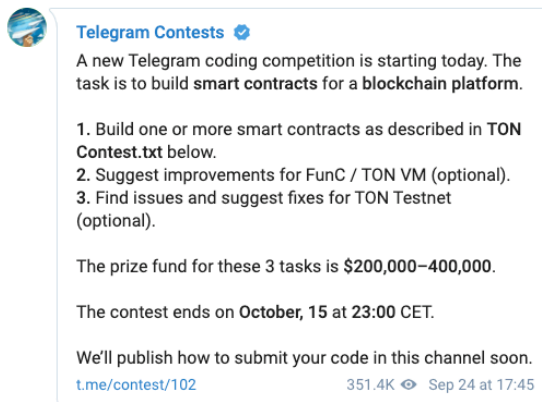 Telegram Contests
A new Telegram coding competition is starting today. The
task is to build smart contracts for a blockchain platform.
1. Build one or more smart contracts as described in TON
Contest.txt below.
2. Suggest improvements for FunC / TON VM (optional).
3. Find issues and suggest fixes for TON Testnet
(optional).
The prize fund for these 3 tasks is $200,000–400,000.
The contest ends on October, 15 at 23:00 CET.
We’ll publish how to submit your code in this channel soon.
t.me/contest/102 351.4K Sep 24 at 17:45